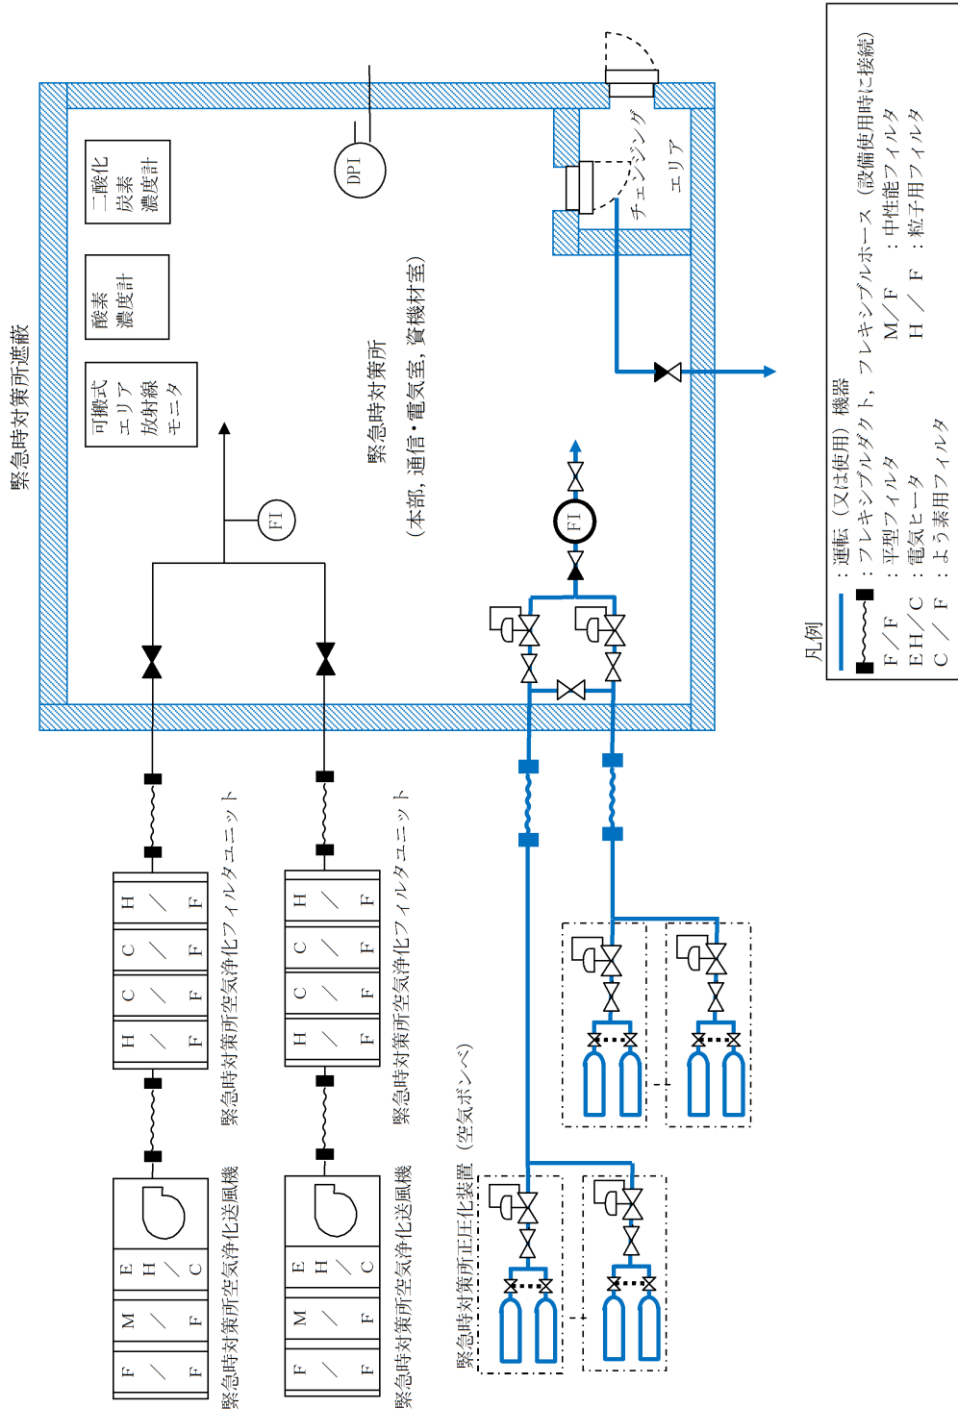 緊急時対策所遮蔽
二酸化
炭素
濃度計
酸素
濃度計
可搬式
エリア
放射線
モニタ
DPI
FI
緊急時対策所
(本部，通信・電気室，資機材室)
チェンジング
エリア
FI
F/F
M/F
EH/C
H/F
C/F
C/F
H/F
緊急時対策所空気浄化送風機
緊急時対策所空気浄化フィルタユニット
F/F
M/F
EH/C
H/F
C/F
C/F
H/F
緊急時対策所空気浄化送風機
緊急時対策所空気浄化フィルタユニット
緊急時対策所正圧化装置（空気ボンベ）
凡例
：運転（又は使用）機器
：フレキシブルダクト，フレキシブルホース（設備使用時に接続）
F／F ：平型フィルタ M／F ：中性能フィルタ
EH／C ：電気ヒータ H／F ：粒子用フィルタ
C／F ：よう素用フィルタ